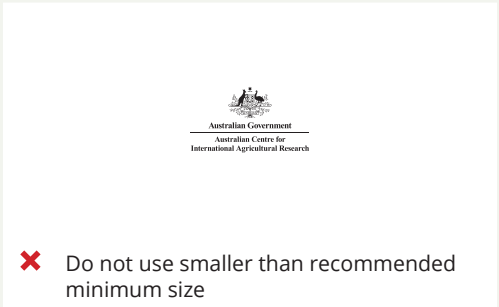 Australian Government
Australian Centre for
International Agricultural Research
Do not use smaller than recommended
minimum size